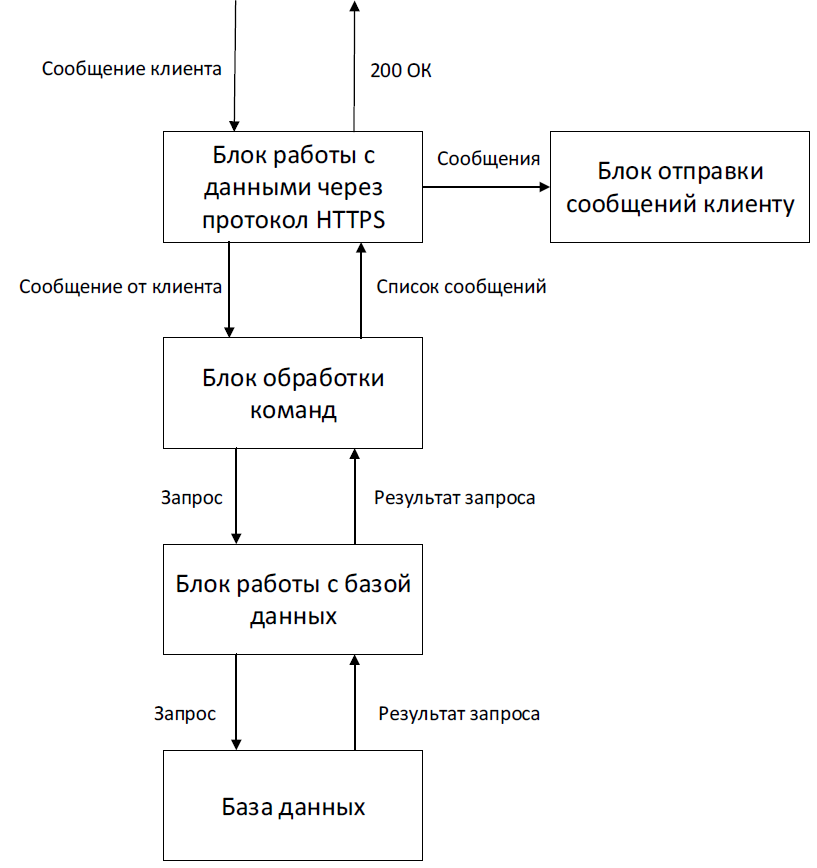 Сообщение клиента
200 ОК
Блок работы с
данными через
протокол HTTPS
Сообщения
Блок отправки
сообщений клиенту
Сообщение от клиента
Список сообщений
Блок обработки
команд
Запрос
Результат запроса
Блок работы с базой
данных
Запрос
Результат запроса
База данных